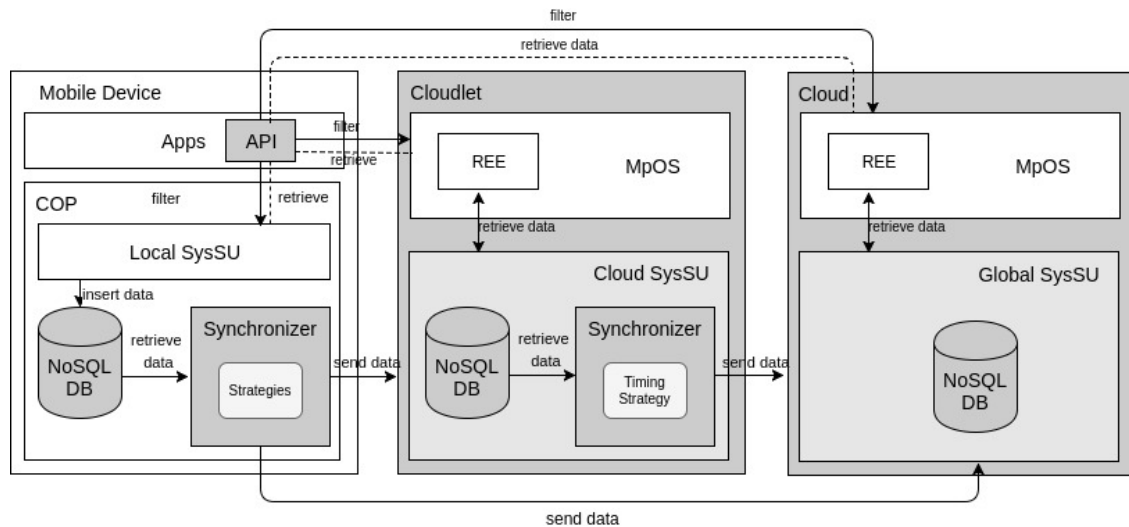 filter
retrieve data
Mobile Device
Apps
API
filter
retrieve
COP
filter
retrieve
Local SysSU
insert data
NoSQL
DB
retrieve
data
Synchronizer
Strategies
send data
Cloudlet
REE
MpOS
retrieve data
Cloud SysSU
NoSQL
DB
retrieve
data
Synchronizer
Timing
Strategy
send data
Cloud
REE
MpOS
retrieve data
Global SysSU
NoSQL
DB
send data